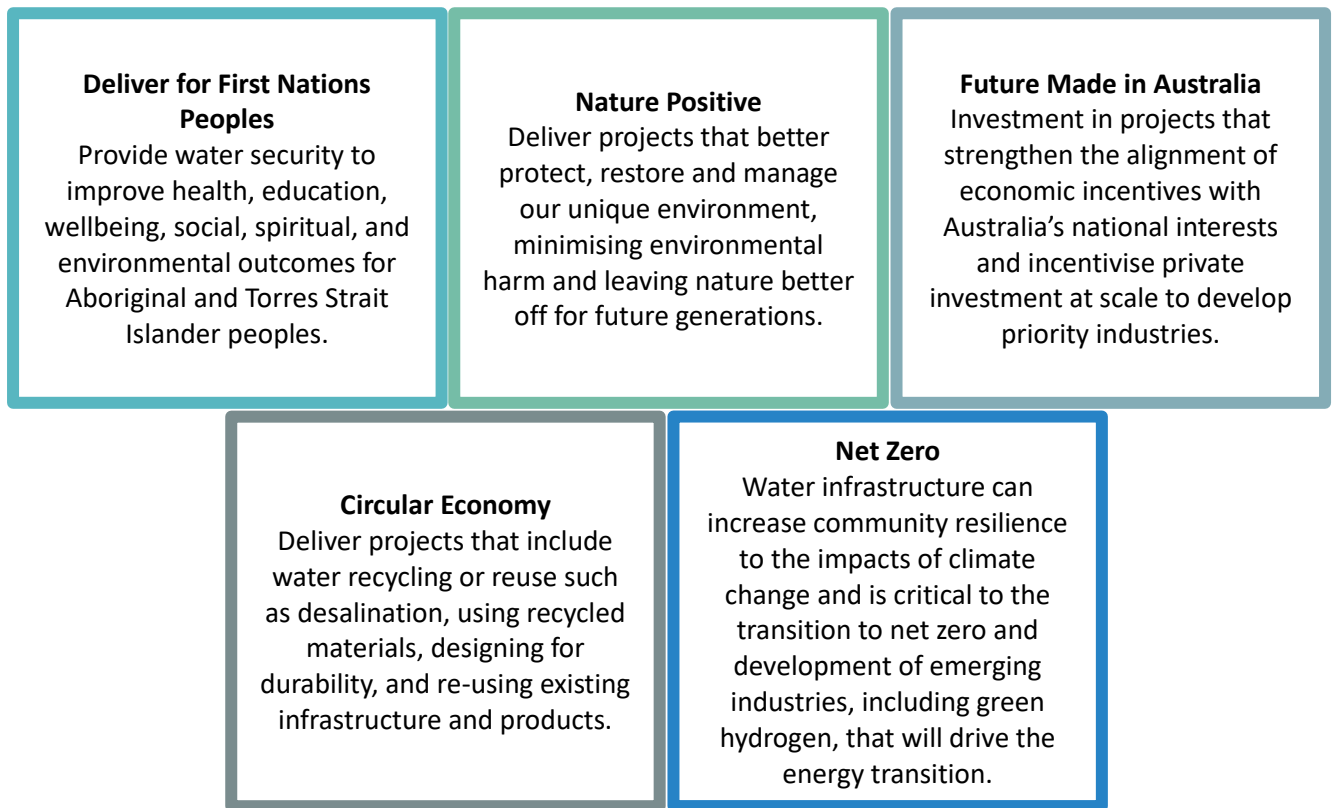 Deliver for First Nations
Peoples
Provide water security to
improve health, education,
wellbeing, social, spiritual, and
environmental outcomes for
Aboriginal and Torres Strait
Islander peoples.
Nature Positive
Deliver projects that better
protect, restore and manage
our unique environment,
minimising environmental
harm and leaving nature better
off for future generations.
Future Made in Australia
Investment in projects that
strengthen the alignment of
economic incentives with
Australia’s national interests
and incentivise private
investment at scale to develop
priority industries.
Circular Economy
Deliver projects that include
water recycling or reuse such
as desalination, using recycled
materials, designing for
durability, and re-using existing
infrastructure and products.
Net Zero
Water infrastructure can
increase community resilience
to the impacts of climate
change and is critical to the
transition to net zero and
development of emerging
industries, including green
hydrogen, that will drive the
energy transition.